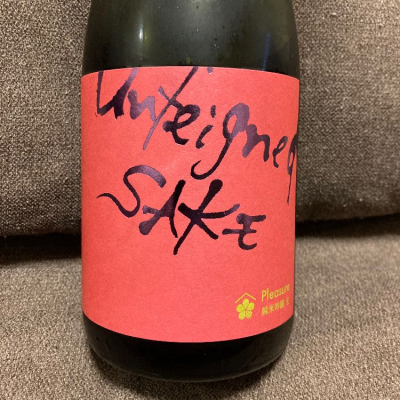 Unfeigned
SAKE
Pleasure
純米吟醸 生